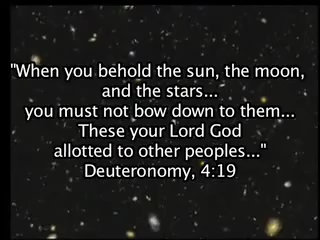 "When you behold the sun, the moon,
and the stars...
you must not bow down to them...
These your Lord God
allotted to other peoples..."
Deuteronomy, 4:19